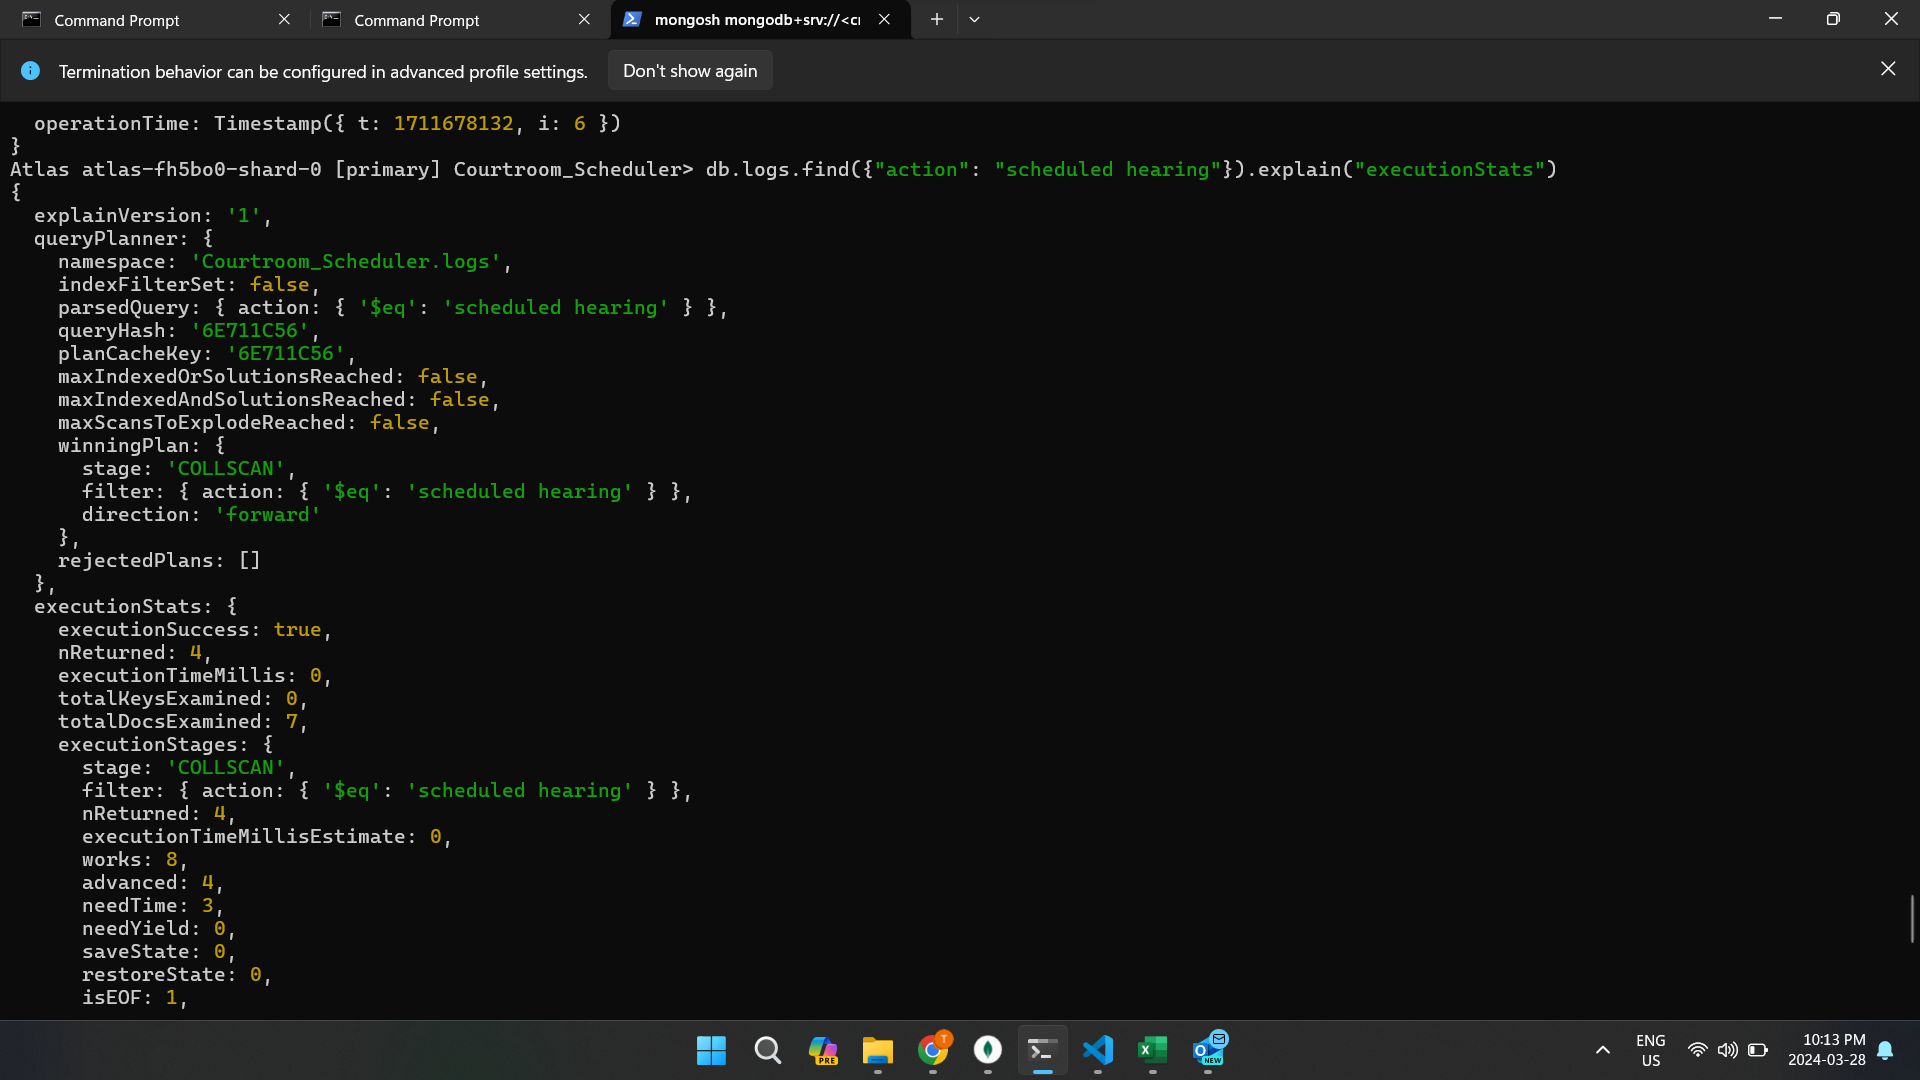 Command Prompt
Command Prompt
mongosh mongodb+srv://<cr
Termination behavior can be configured in advanced profile settings.
Don't show again
  operationTime: Timestamp({ t: 1711678132, i: 6 })
}
Atlas atlas-fh5bo0-shard-0 [primary] Courtroom_Scheduler> db.logs.find({"action": "scheduled hearing"}).explain("executionStats")
{
  explainVersion: '1',
  queryPlanner: {
    namespace: 'Courtroom_Scheduler.logs',
    indexFilterSet: false,
    parsedQuery: { action: { '$eq': 'scheduled hearing' } },
    queryHash: '6E711C56',
    planCacheKey: '6E711C56',
    maxIndexedOrSolutionsReached: false,
    maxIndexedAndSolutionsReached: false,
    maxScansToExplodeReached: false,
    winningPlan: {
      stage: 'COLLSCAN',
      filter: { action: { '$eq': 'scheduled hearing' } },
      direction: 'forward'
    },
    rejectedPlans: []
  },
  executionStats: {
    executionSuccess: true,
    nReturned: 4,
    executionTimeMillis: 0,
    totalKeysExamined: 0,
    totalDocsExamined: 7,
    executionStages: {
      stage: 'COLLSCAN',
      filter: { action: { '$eq': 'scheduled hearing' } },
      nReturned: 4,
      executionTimeMillisEstimate: 0,
      works: 8,
      advanced: 4,
      needTime: 3,
      needYield: 0,
      saveState: 0,
      restoreState: 0,
      isEOF: 1,
PRE
T
NEW
ENG
US
10:13 PM
2024-03-28